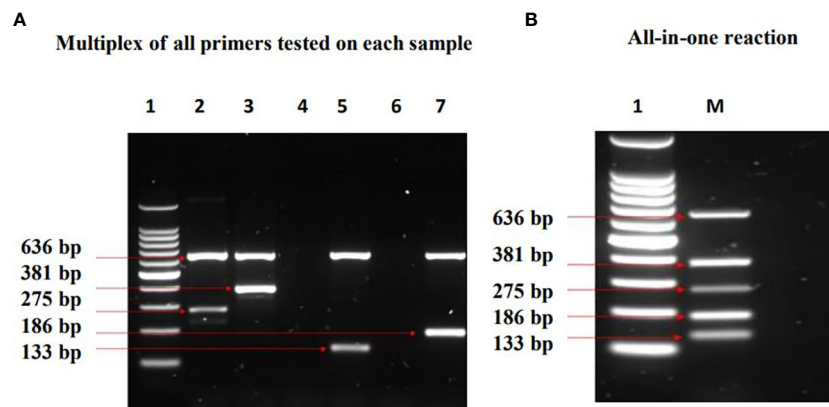 A
Multiplex of all primers tested on each sample
1 2 3 4 5 6 7
636 bp
381 bp
275 bp
186 bp
133 bp
B
All-in-one reaction
1 M
636 bp
381 bp
275 bp
186 bp
133 bp